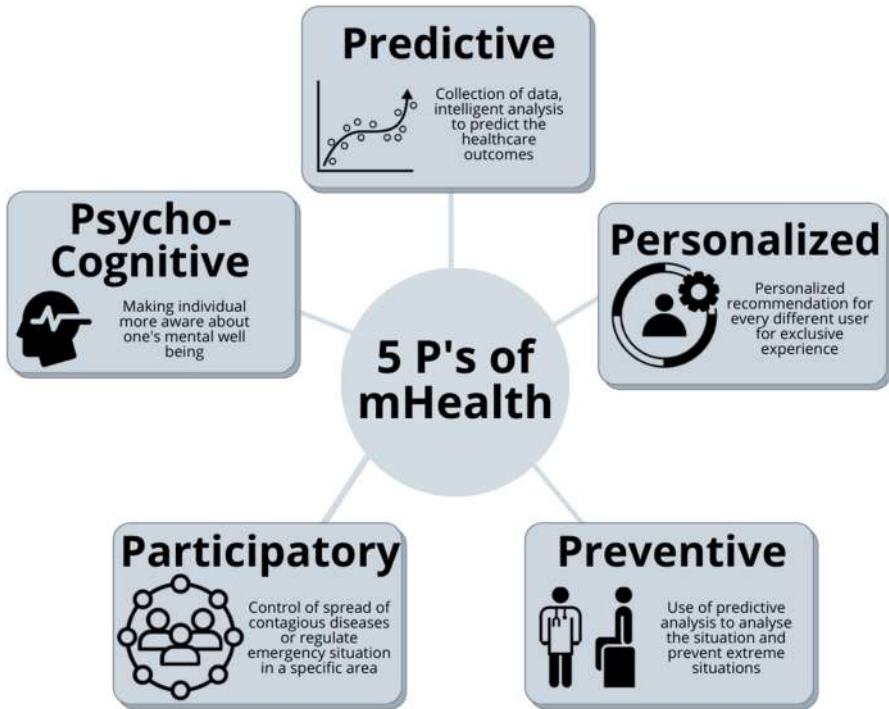 Predictive
Collection of data,
intelligent analysis
to predict the
healthcare
outcomes
Psycho-
Cognitive
Making individual
more aware about
one's mental well
being
Personalized
Personalized
recommendation for
every different user
for exclusive
experience
5 P's of
mHealth
Participatory
Control of spread of
contagious diseases
or regulate
emergency situation
in a specific area
Preventive
Use of predictive
analysis to analyse
the situation and
prevent extreme
situations